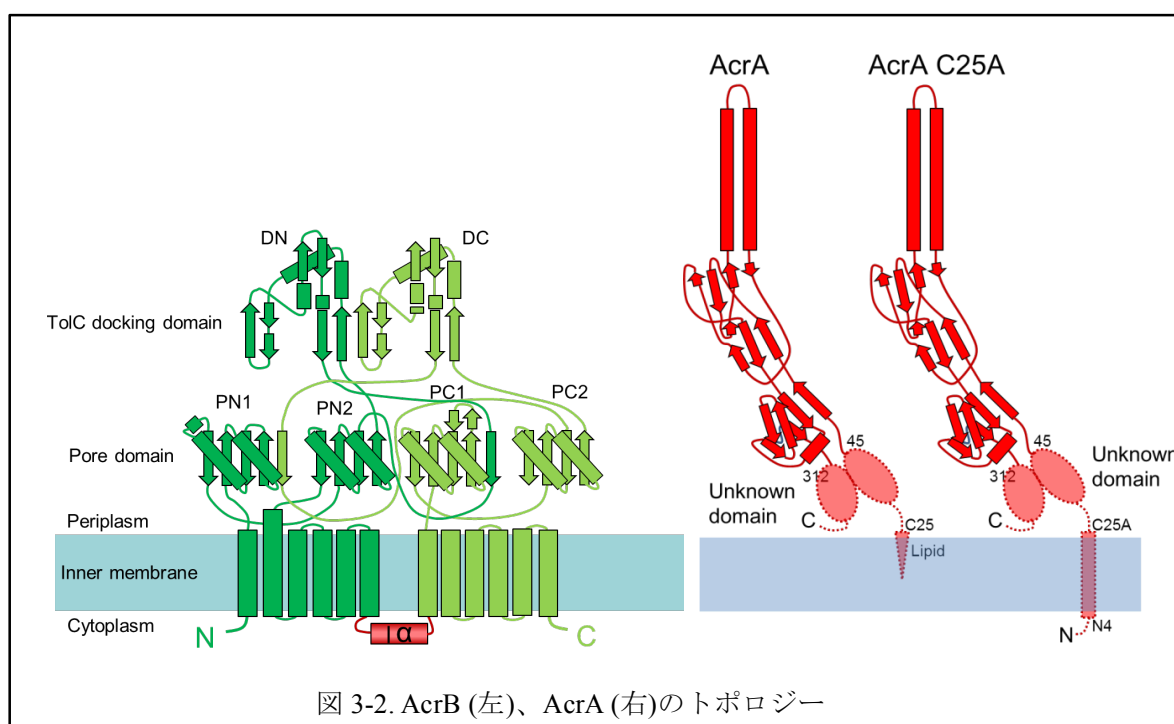 AcrA
AcrA C25A
DN
DC
TolC docking domain
PN1
PN2
PC1
PC2
Pore domain
45
45
312
312
Unknown domain
Unknown domain
C
C
C25
C25A
Periplasm
Lipid
Inner membrane
Cytoplasm
N
Iα
C
N
N4
図 3-2. AcrB (左)、AcrA (右)のトポロジー